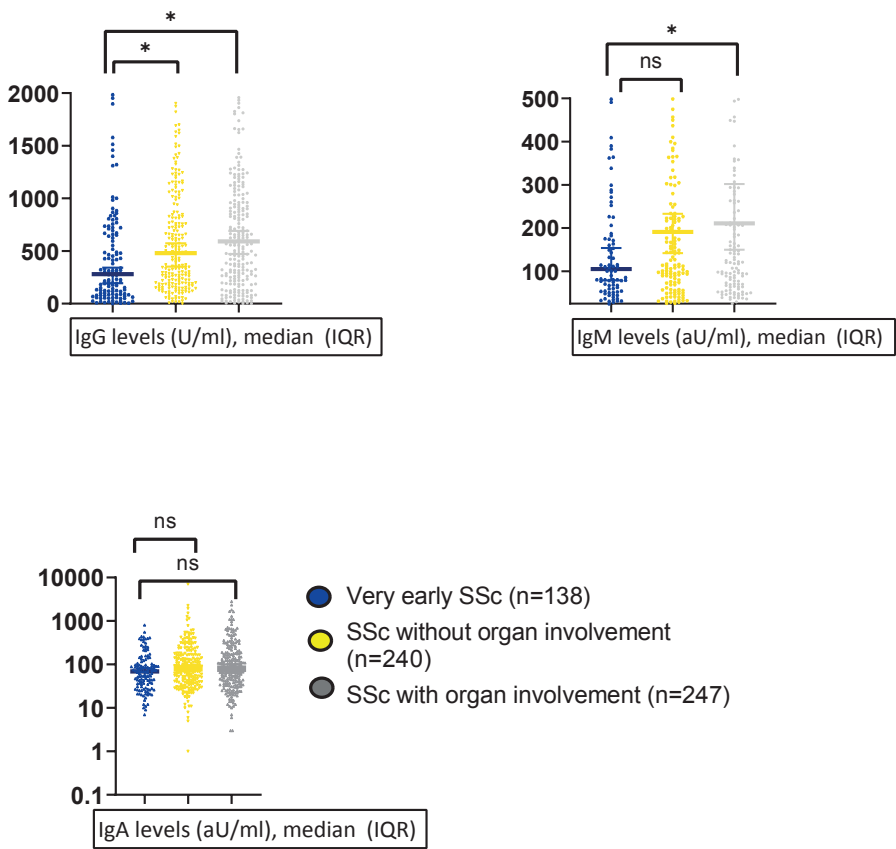 *
*
2000
1500
1000
500
0
IgG levels (U/ml), median (IQR)
*
ns
500
400
300
200
100
IgM levels (aU/ml), median (IQR)
ns
ns
10000
1000
100
10
1
0.1
IgA levels (aU/ml), median (IQR)
Very early SSc (n=138)
SSc without organ involvement
(n=240)
SSc with organ involvement (n=247)